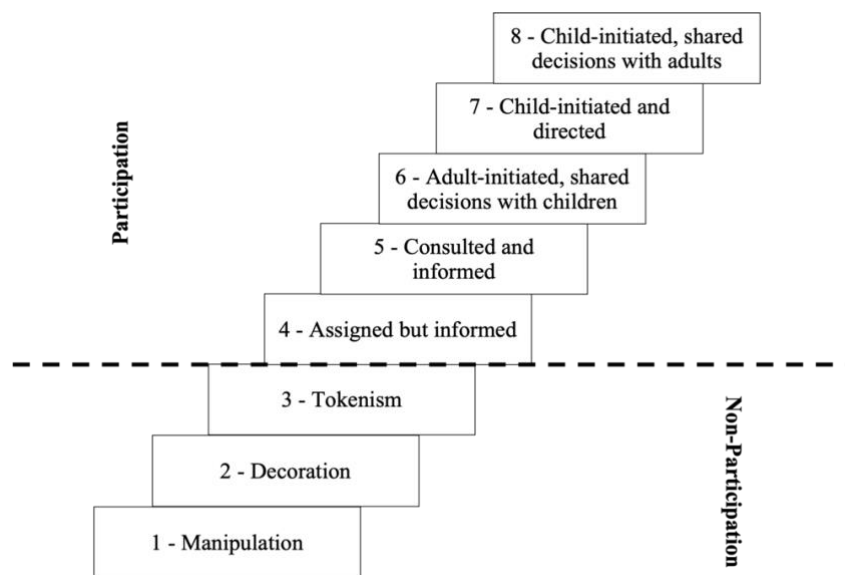 8 - Child-initiated, shared
decisions with adults
7 - Child-initiated and
directed
Participation
6 - Adult-initiated, shared
decisions with children
5 - Consulted and
informed
4 - Assigned but informed
3 - Tokenism
Non-Participation
2 - Decoration
1 - Manipulation